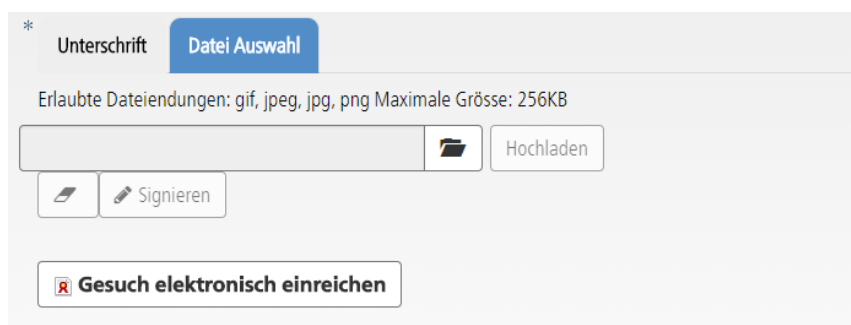 *
Unterschrift Datei Auswahl
Erlaubte Dateiendungen: gif, jpeg, jpg, png Maximale Grösse: 256KB
Hochladen
Signieren
Gesuch elektronisch einreichen